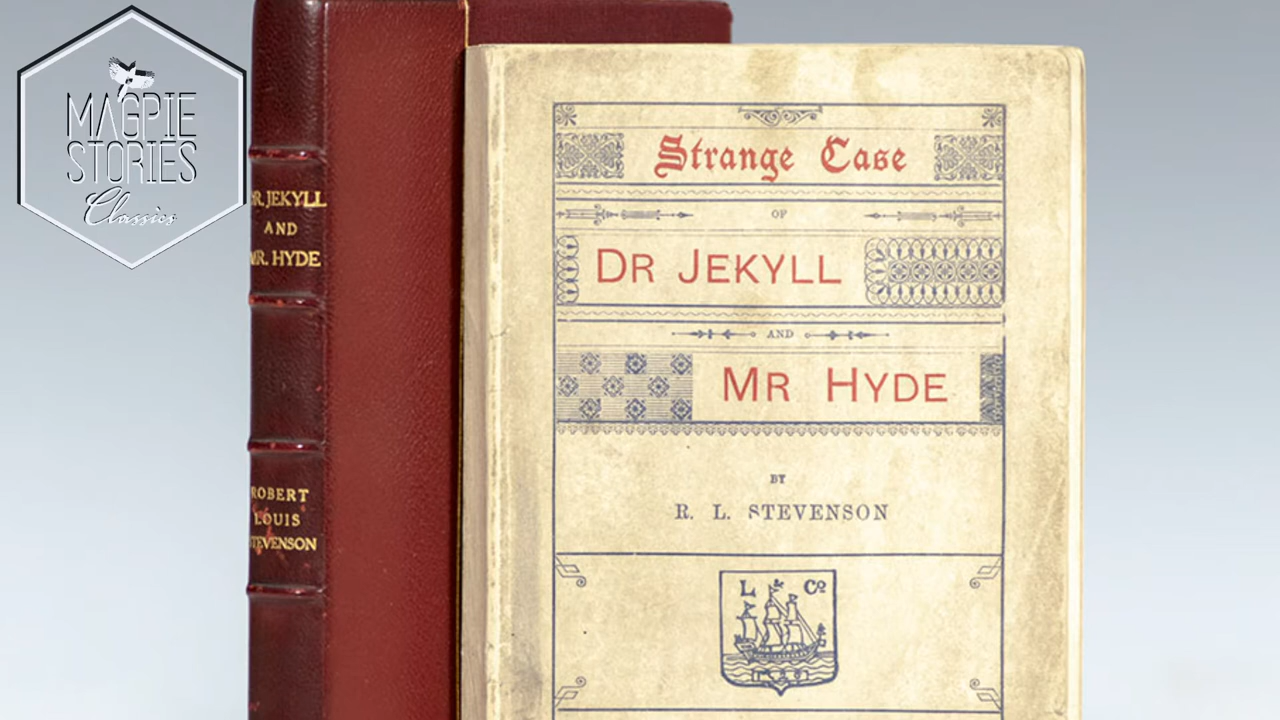 MAGPIE
STORIES
Classics
DR. JEKYLL
AND
MR. HYDE
ROBERT
LOUIS
STEVENSON
Strange Case
OF
DR JEKYLL
AND
MR HYDE
BY
R. L. STEVENSON
L Co